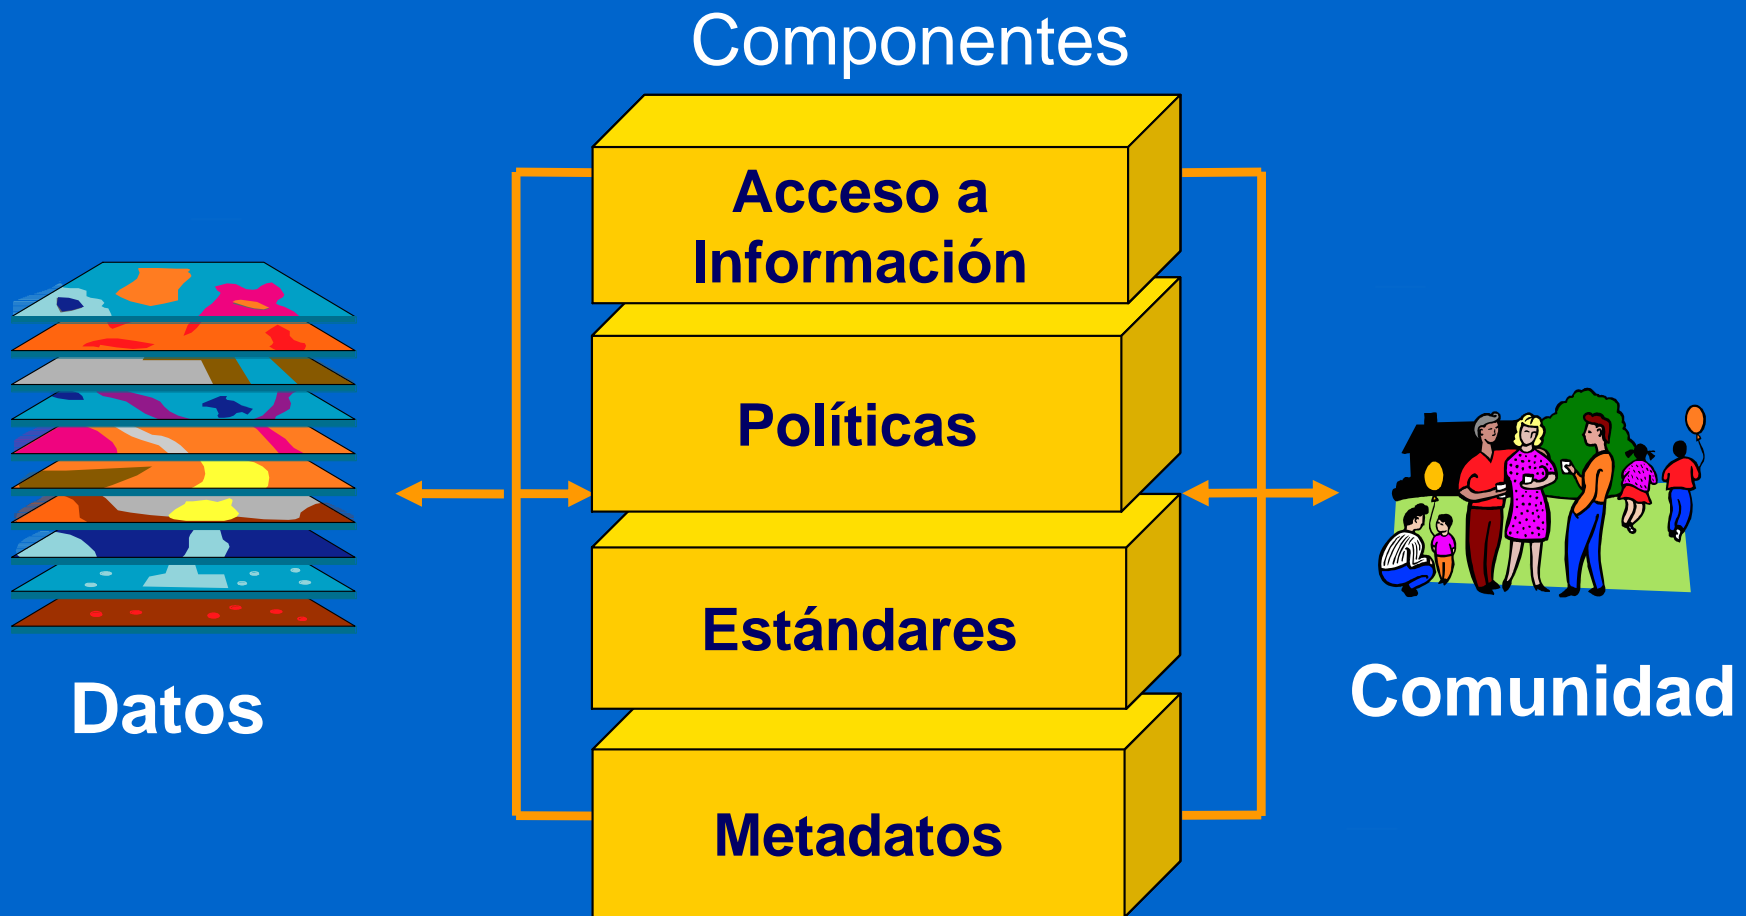 Componentes
Acceso a
Información
Políticas
Estándares
Metadatos
Datos
Comunidad